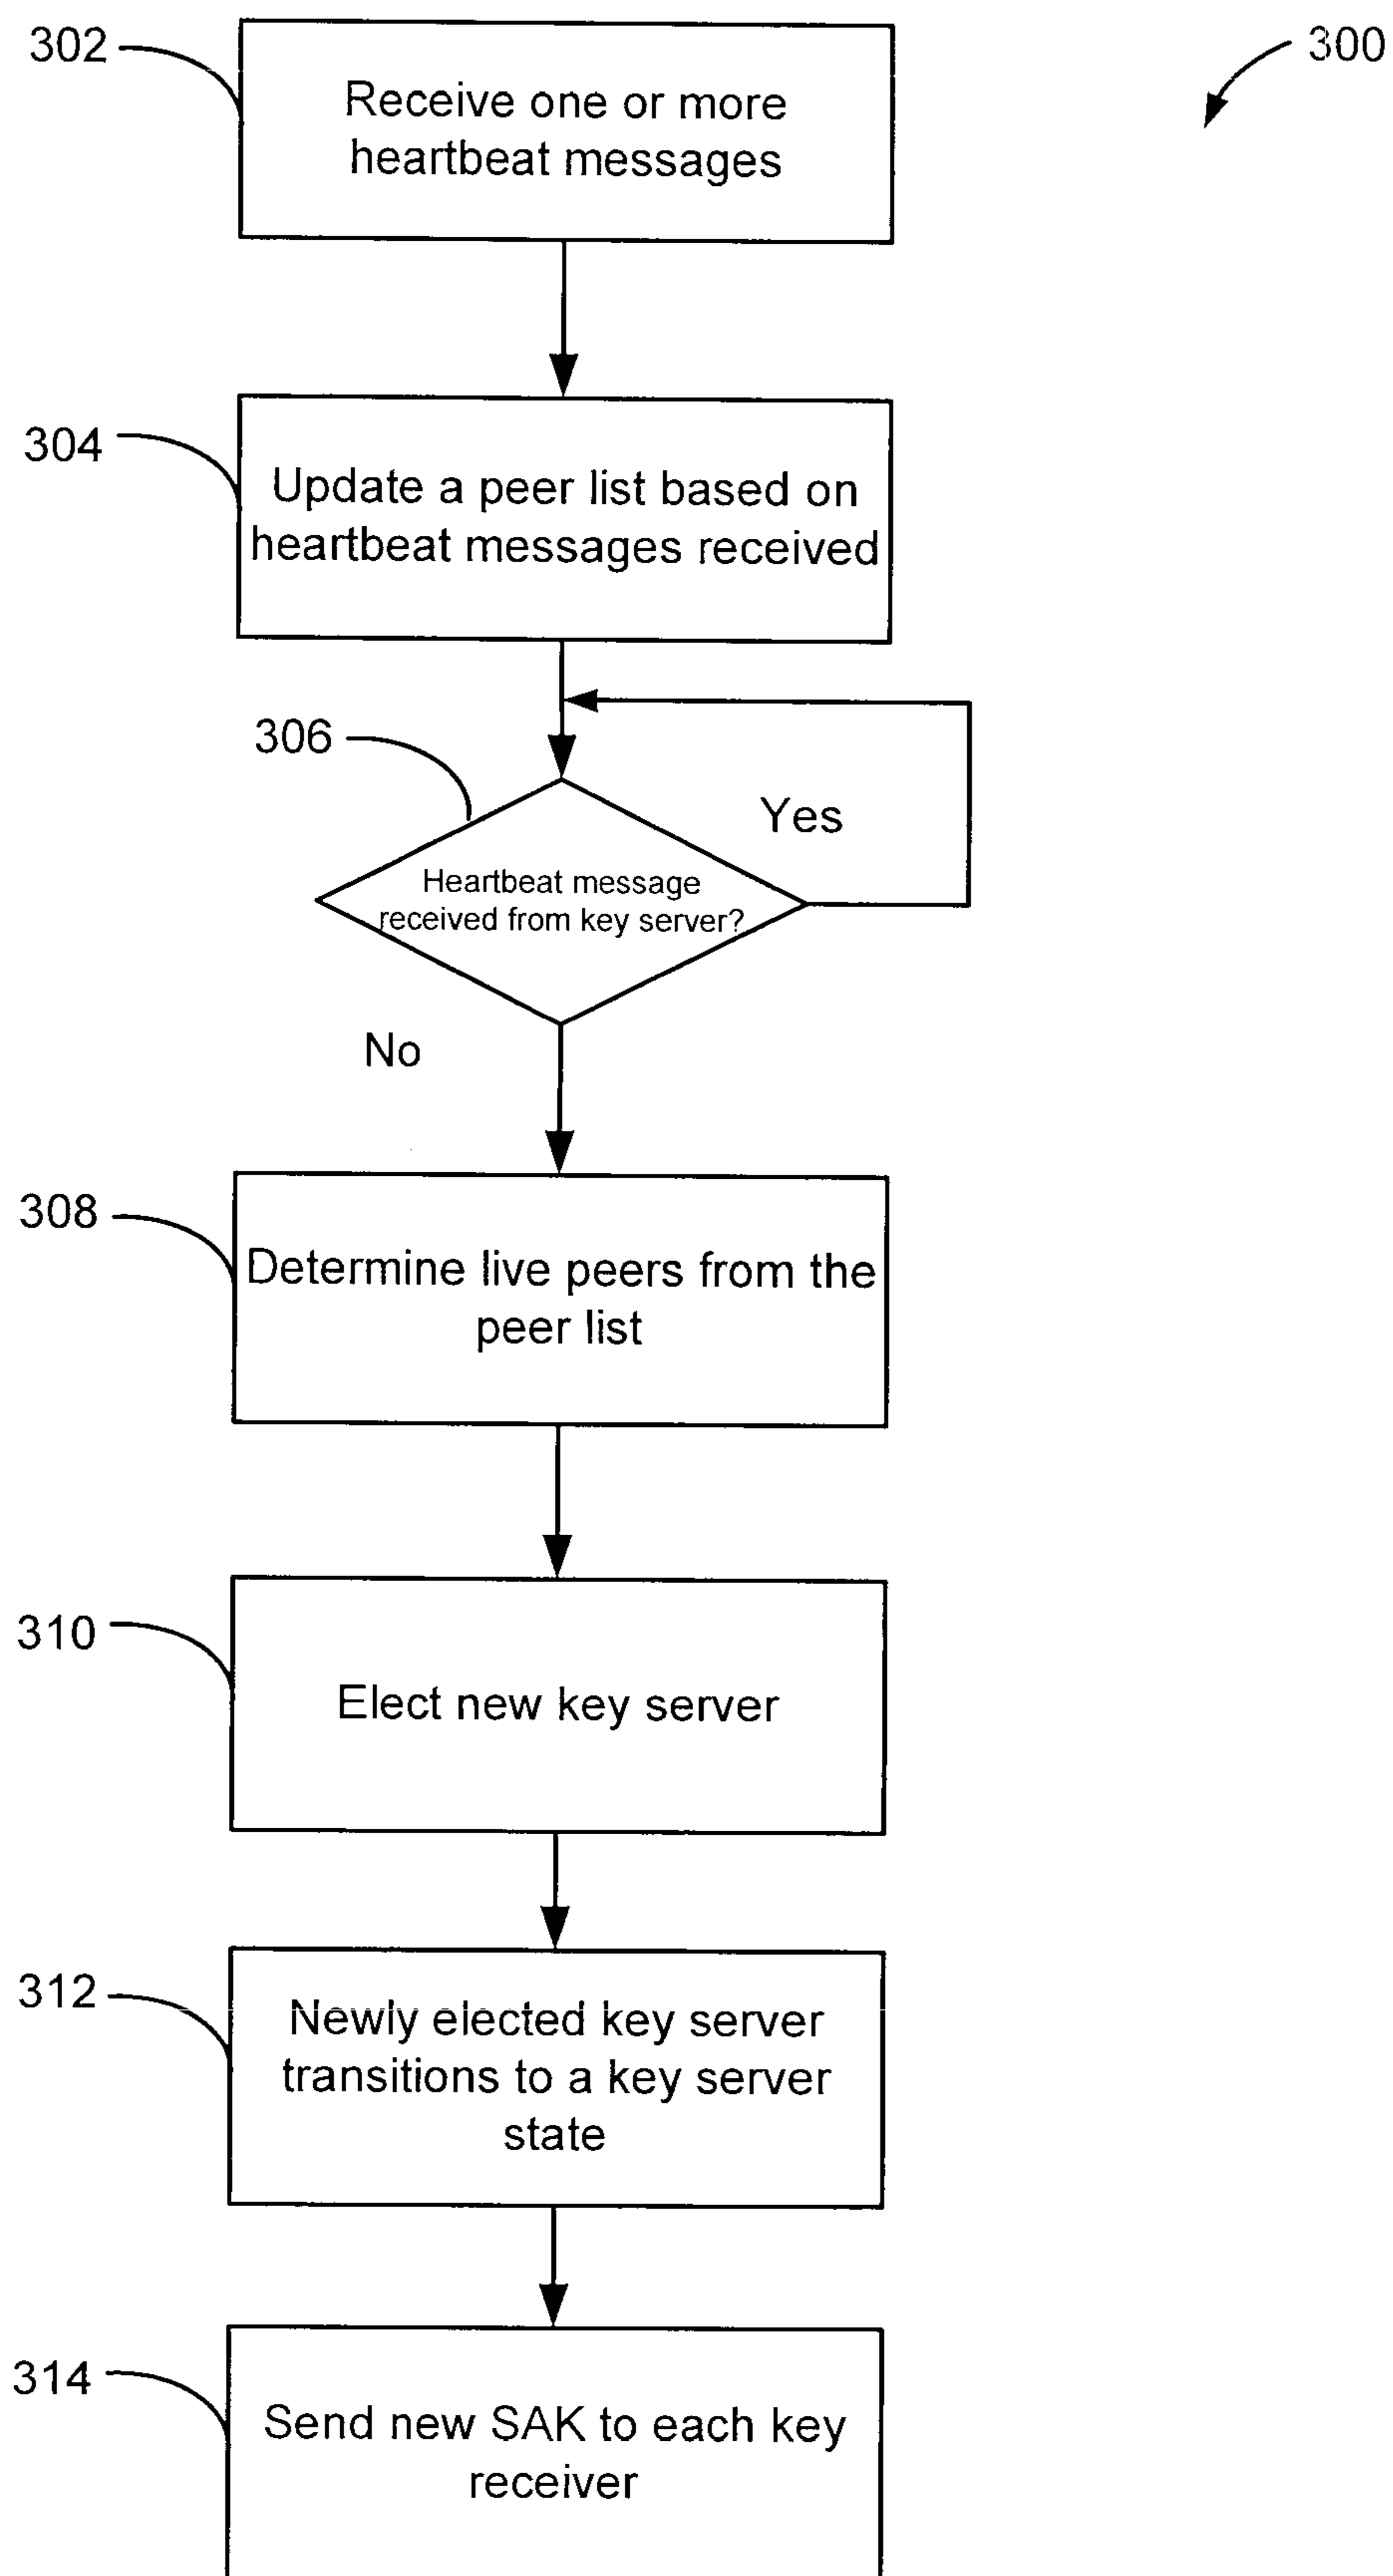 302
300
Receive one or more
heartbeat messages
304
Update a peer list based on
heartbeat messages received
306
Yes
Heartbeat message
received from key server?
No
308
Determine live peers from the
peer list
310
Elect new key server
312
Newly elected key server
transitions to a key server
state
314
Send new SAK to each key
receiver